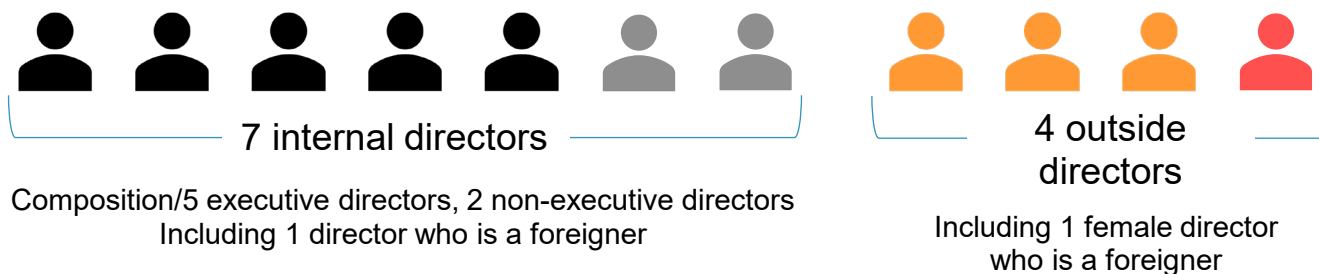 7 internal directors
Composition/5 executive directors, 2 non-executive directors
Including 1 director who is a foreigner
4 outside
directors
Including 1 female director
who is a foreigner